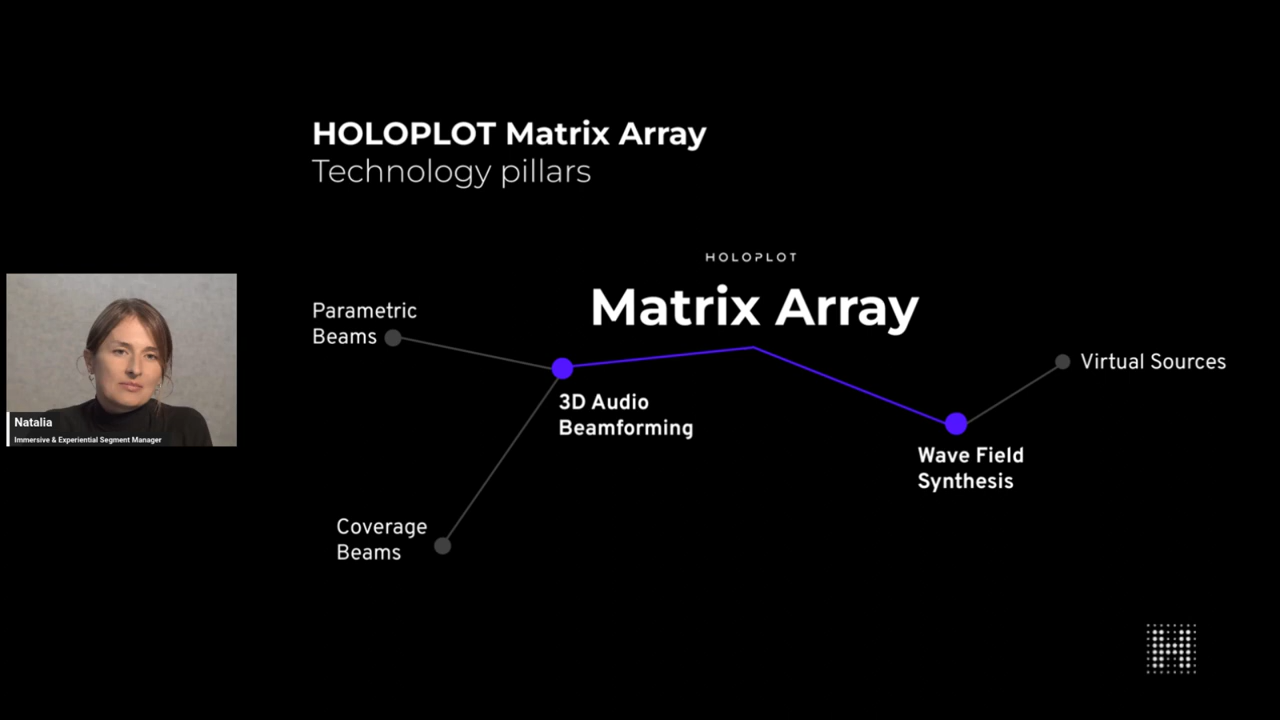 HOLOPLOT Matrix Array
Technology pillars
HOLOPLOT
Matrix Array
Parametric
Beams
3D Audio
Beamforming
Virtual Sources
Wave Field
Synthesis
Coverage
Beams
Natalia
Immersive & Experiential Segment Manager
H